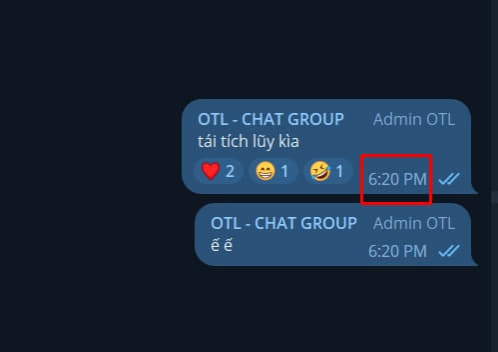 OTL - CHAT GROUP Admin OTL
tái tích lũy kìa
2 1 1 6:20 PM
OTL - CHAT GROUP Admin OTL
ế ế
6:20 PM